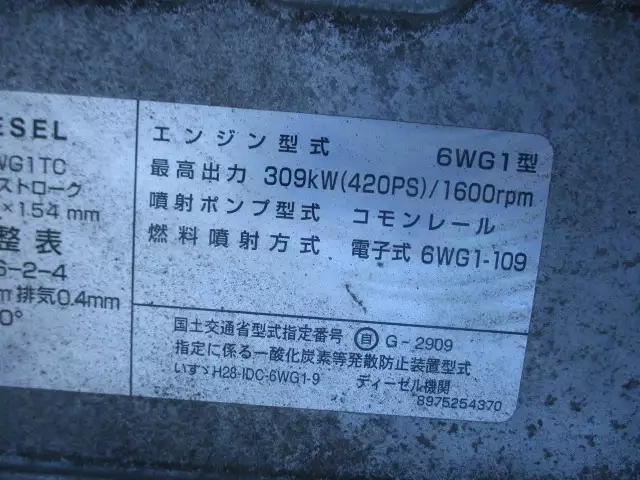 ESEL
WG1TC
ストローク
×154 mm
整表
6-2-4
排気0.4mm
0°
エンジン型式 6WG1型
最高出力 309kW(420PS)/1600rpm
噴射ポンプ型式 コモンレール
燃料噴射方式 電子式 6WG1-109
国土交通省型式指定番号 自 G-2909
指定に係る一酸化炭素等発散防止装置型式
いすゞH28-IDC-6WG1-9 ディーゼル機関
8975254370